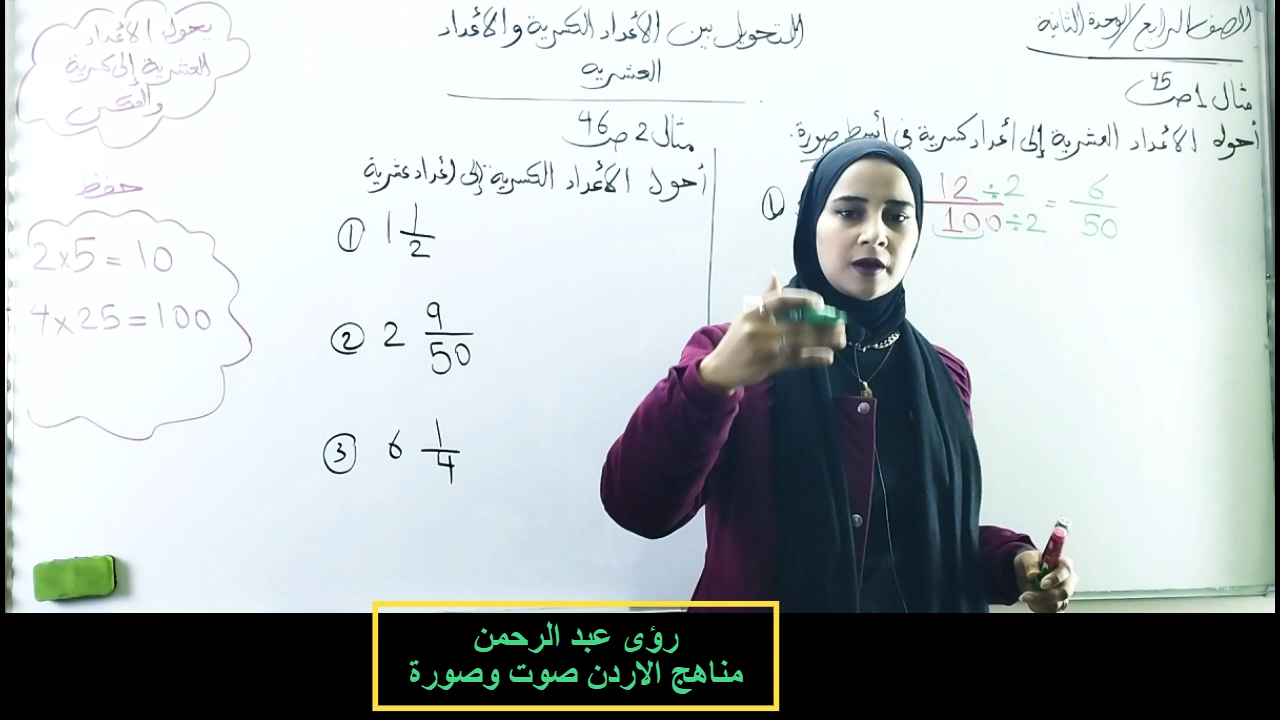 الصف الرابع/الوحدة الثانية
مثال 1 ص 45
أحول الأعداد العشرية إلى أعداد كسرية في أبسط صورة.
① 12 ÷ 2 / 100 ÷ 2 = 6 / 50
التحويل بين الأعداد الكسرية والأعداد
العشرية
مثال 2 ص 46
أحول الأعداد الكسرية إلى أعداد عشرية
① 1 1/2
② 2 9/50
③ 6 1/4
يحول الأعداد
العشرية إلى كسرية
والعكس
حفظ
2×5=10
4×25=100
رؤى عبد الرحمن
مناهج الاردن صوت وصورة